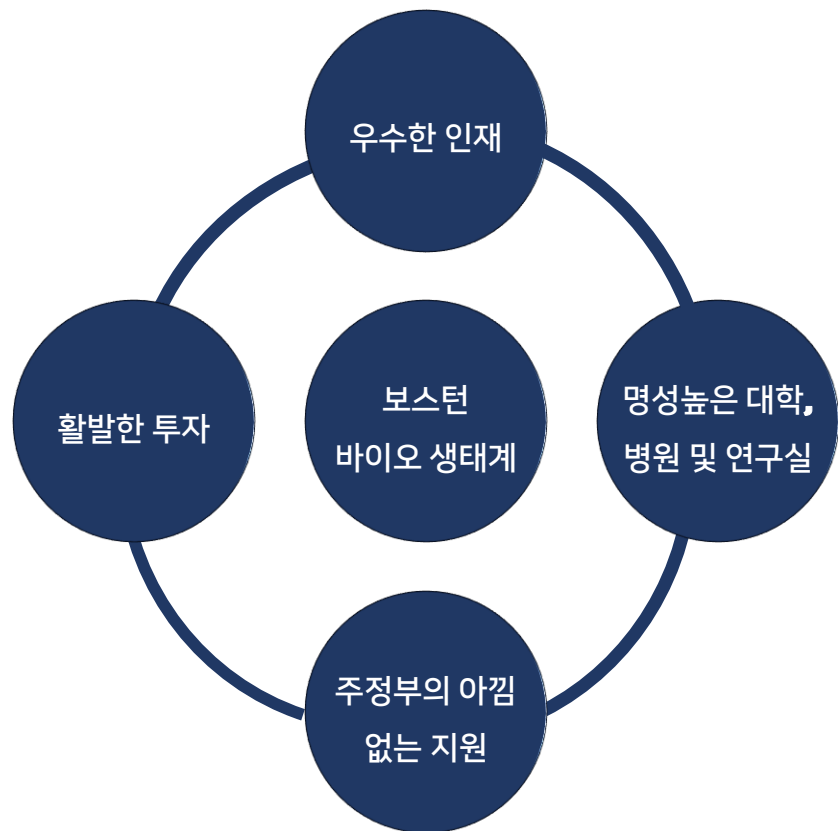 우수한 인재
활발한 투자
보스턴
바이오 생태계
명성높은 대학,
병원 및 연구실
주정부의 아낌
없는 지원